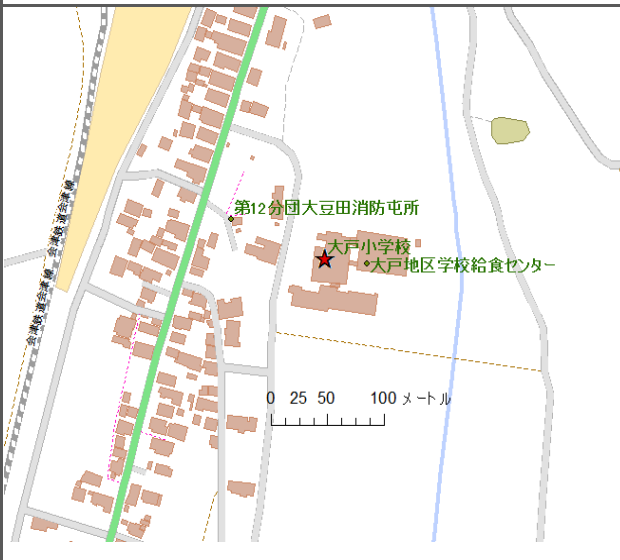 会津鉄道会津線 会津鉄道会津線
第12分団大豆田消防屯所
大戸小学校
大戸地区学校給食センター
0 25 50 100 メートル